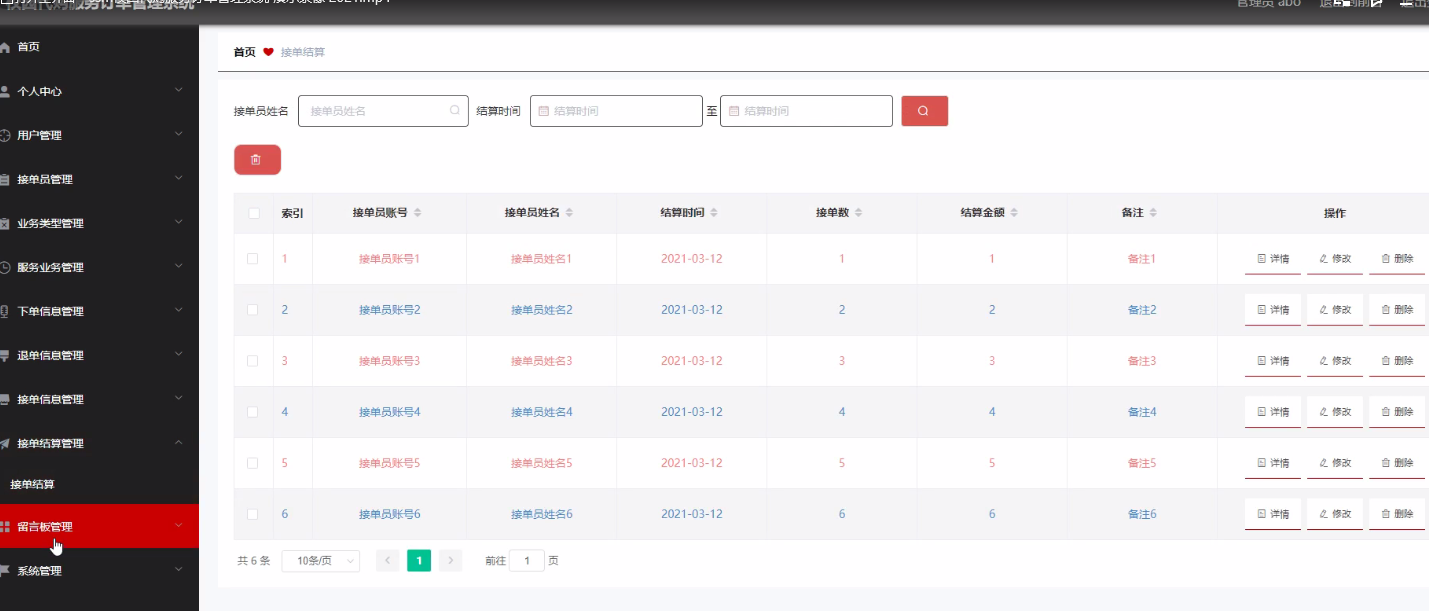 管理员 abo
首页
个人中心
用户管理
接单员管理
业务类型管理
服务业务管理
下单信息管理
退单信息管理
接单信息管理
接单结算管理
接单结算
留言板管理
系统管理
首页 接单结算
接单员姓名 接单员姓名 结算时间 结算时间 至 结算时间
索引 接单员账号 接单员姓名 结算时间 接单数 结算金额 备注 操作
1 接单员账号1 接单员姓名1 2021-03-12 1 1 备注1 详情 修改 删除
2 接单员账号2 接单员姓名2 2021-03-12 2 2 备注2 详情 修改 删除
3 接单员账号3 接单员姓名3 2021-03-12 3 3 备注3 详情 修改 删除
4 接单员账号4 接单员姓名4 2021-03-12 4 4 备注4 详情 修改 删除
5 接单员账号5 接单员姓名5 2021-03-12 5 5 备注5 详情 修改 删除
6 接单员账号6 接单员姓名6 2021-03-12 6 6 备注6 详情 修改 删除
共 6 条 10条/页 1 前往 1 页